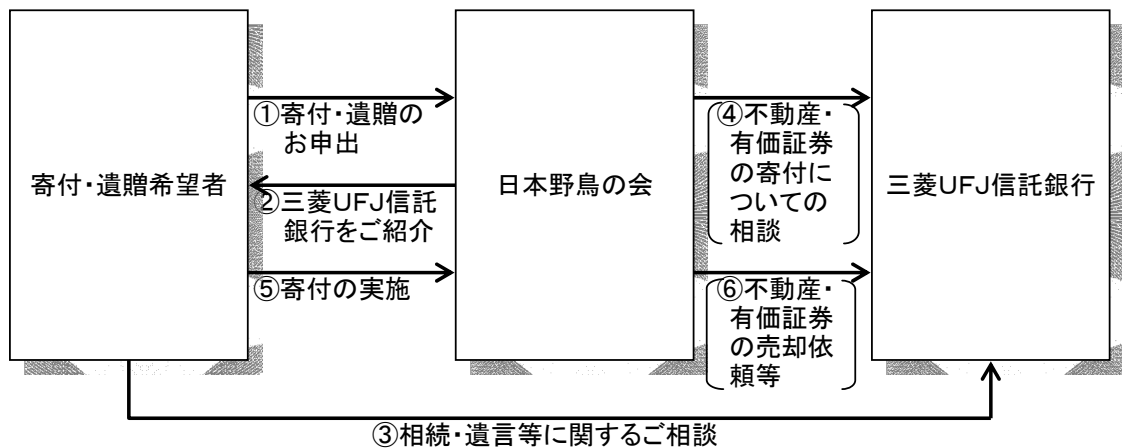 寄付・遺贈希望者
①寄付・遺贈の
お申出
②三菱UFJ信託
銀行をご紹介
⑤寄付の実施
日本野鳥の会
④不動産・
有価証券
の寄付に
ついての
相談
⑥不動産・
有価証券
の売却依
頼等
三菱UFJ信託銀行
③相続・遺言等に関するご相談